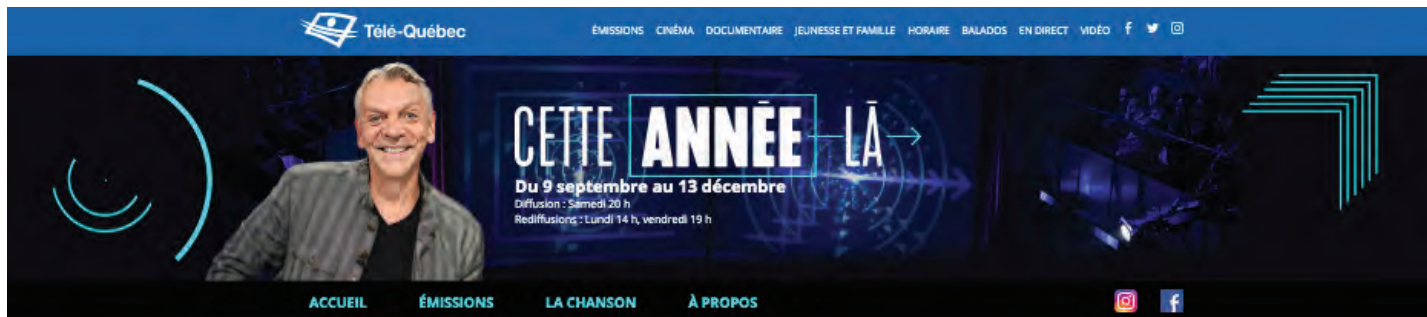 Télé-Québec
ÉMISSIONS CINÉMA DOCUMENTAIRE JEUNESSE ET FAMILLE HORAIRE BALADOS EN DIRECT VIDÉO
CETTE ANNÉE-LÀ
Du 9 septembre au 13 décembre
Diffusion : Samedi 20 h
Rediffusions : Lundi 14 h, vendredi 19 h
ACCUEIL ÉMISSIONS LA CHANSON À PROPOS